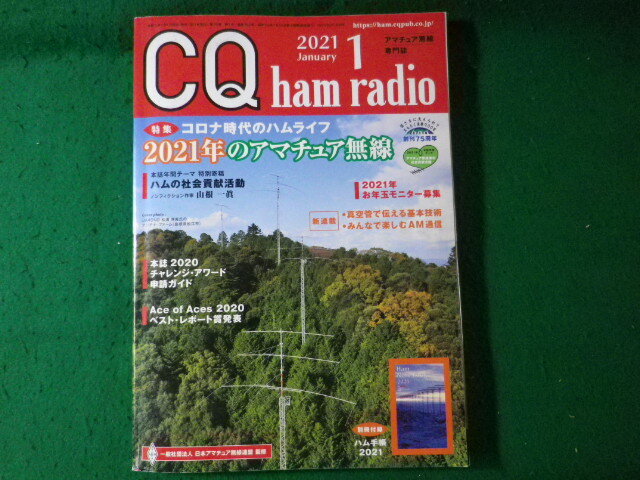 https://ham.cqpub.co.jp/
CQ ham radio
2021
January
1
アマチュア無線
専門誌
特集 コロナ時代のハムライフ
2021年のアマチュア無線
創刊75周年
本誌年間テーマ 特別寄稿
ハムの社会貢献活動
ノンフィクション作家 山根一眞
2021年
お年玉モニター募集
新連載
・真空管で伝える基本技術
・みんなで楽しむAM通信
本誌 2020
チャレンジ・アワード
申請ガイド
Ace of Aces 2020
ベスト・レポート賞発表
Ham
2021
別冊付録
ハム手帳
2021
一般社団法人 日本アマチュア無線連盟 監修